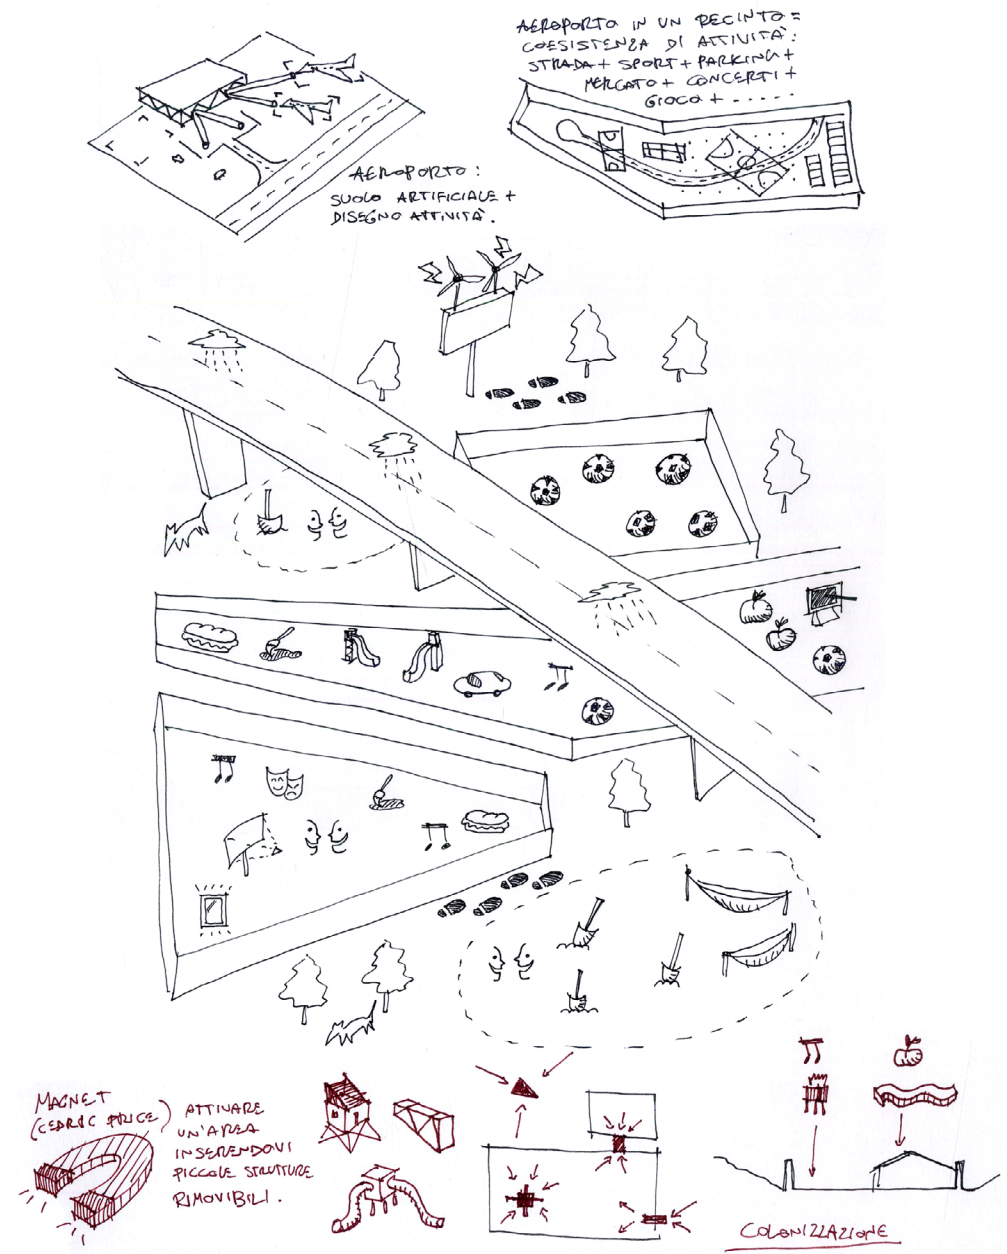 AEROPORTO IN UN RECINTO =
COESISTENZA DI ATTIVITÀ:
STRADA + SPORT + PARKING +
MERCATO + CONCERTI +
GIOCO + .....
AEROPORTO:
SUOLO ARTIFICIALE +
DISEGNO ATTIVITÀ.
MAGNET
(CEDRIC PRICE)
ATTIVARE
UN'AREA
INSERENDOVI
PICCOLE STRUTTURE
RIMOVIBILI.
COLONIZZAZIONE